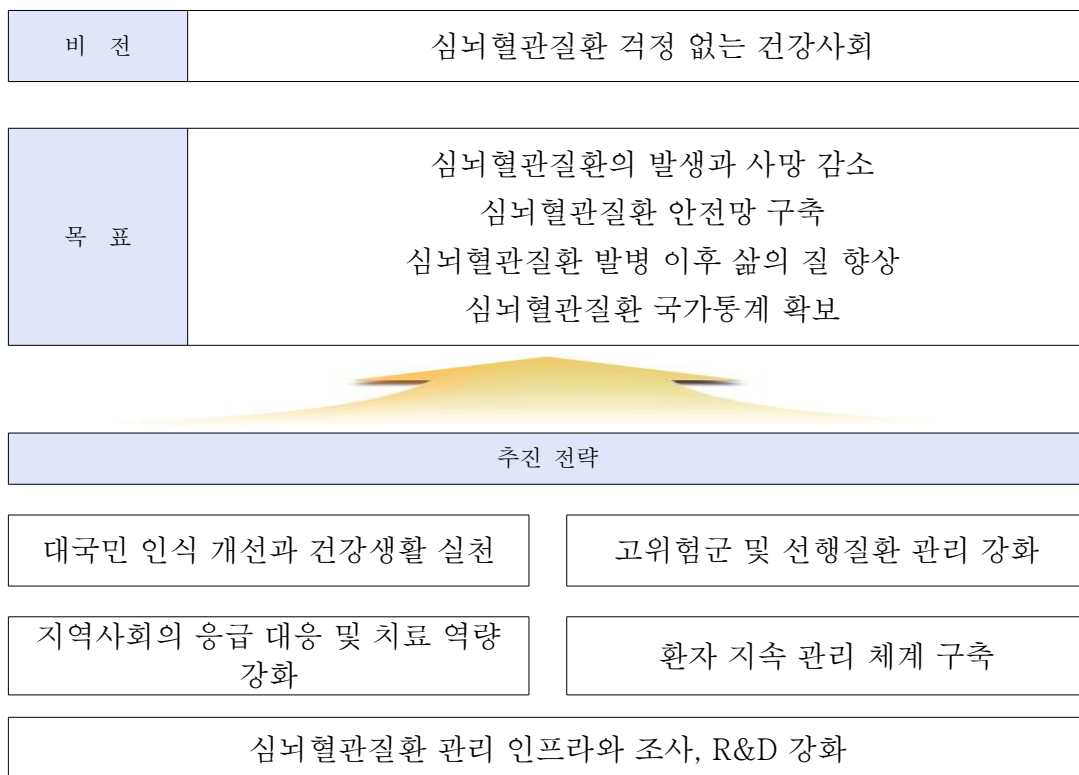 비 전
심뇌혈관질환 걱정 없는 건강사회
목 표
심뇌혈관질환의 발생과 사망 감소
심뇌혈관질환 안전망 구축
심뇌혈관질환 발병 이후 삶의 질 향상
심뇌혈관질환 국가통계 확보
추진 전략
대국민 인식 개선과 건강생활 실천
고위험군 및 선행질환 관리 강화
지역사회의 응급 대응 및 치료 역량
강화
환자 지속 관리 체계 구축
심뇌혈관질환 관리 인프라와 조사, R&D 강화